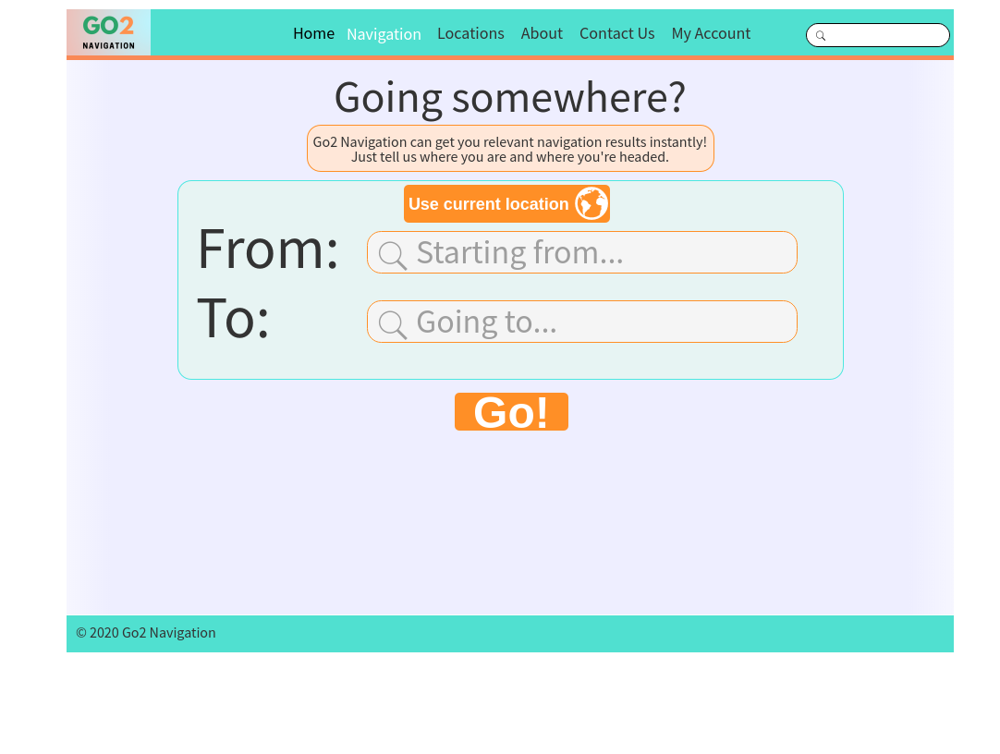 GO2
NAVIGATION
Home Navigation Locations About Contact Us My Account
Going somewhere?
Go2 Navigation can get you relevant navigation results instantly!
Just tell us where you are and where you're headed.
Use current location
From: Starting from...
To: Going to...
Go!
© 2020 Go2 Navigation